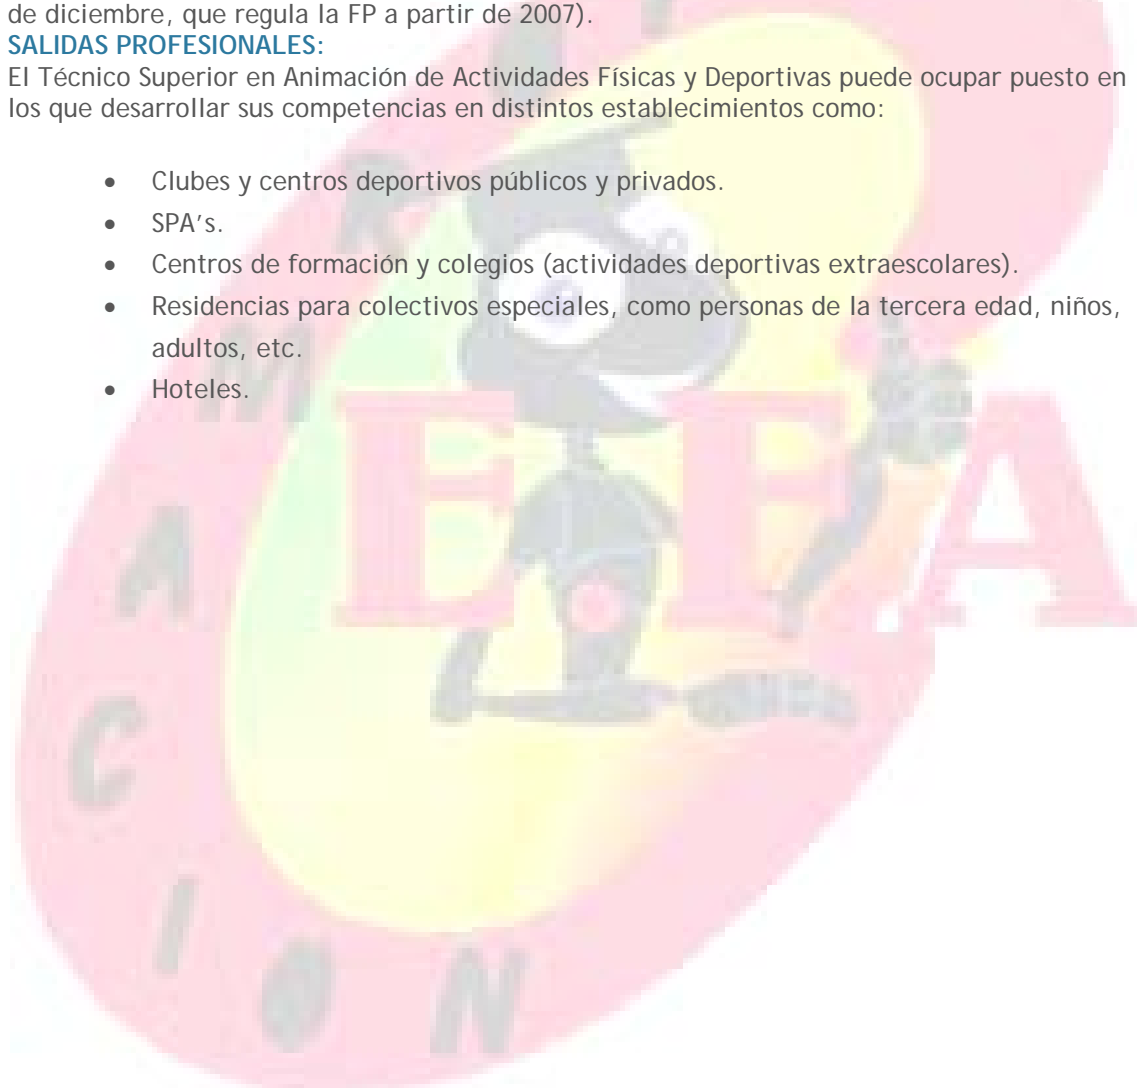 de diciembre, que regula la FP a partir de 2007).
SALIDAS PROFESIONALES:
El Técnico Superior en Animación de Actividades Físicas y Deportivas puede ocupar puesto en
los que desarrollar sus competencias en distintos establecimientos como:
• Clubes y centros deportivos públicos y privados.
• SPA's.
• Centros de formación y colegios (actividades deportivas extraescolares).
• Residencias para colectivos especiales, como personas de la tercera edad, niños,
adultos, etc.
• Hoteles.
E F A
R M A C I O N